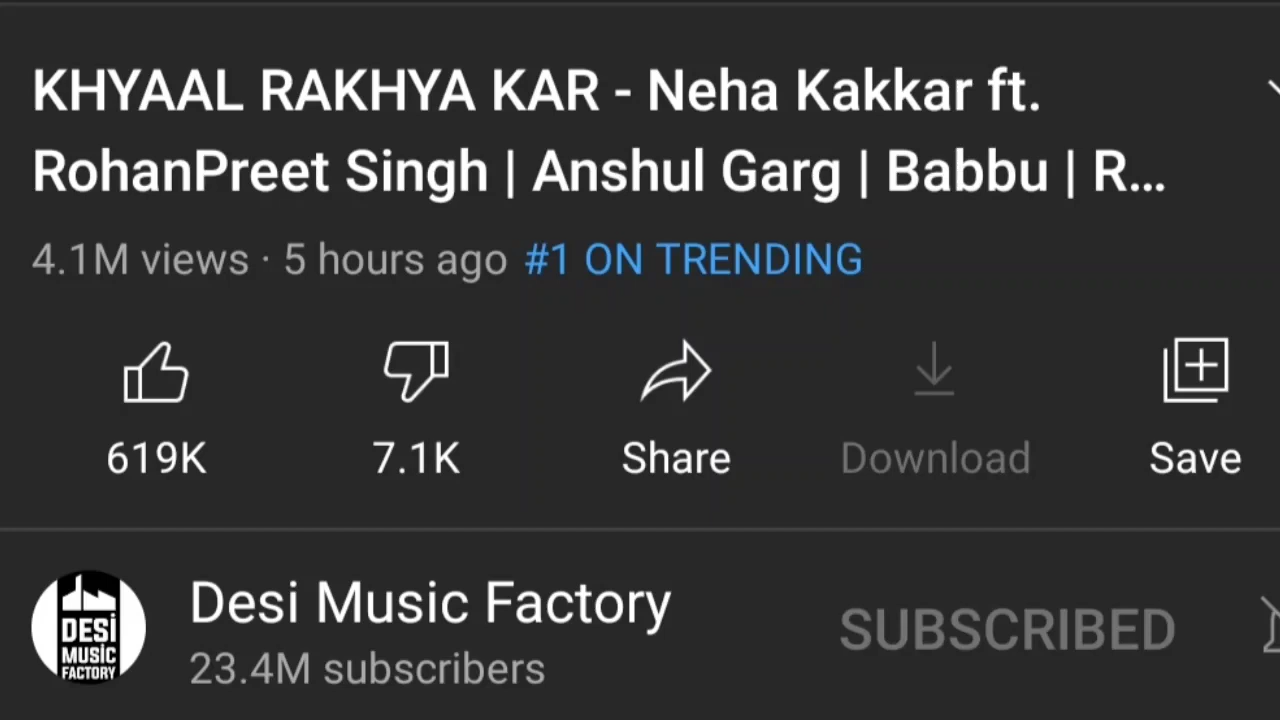 KHYAAL RAKHYA KAR - Neha Kakkar ft.
RohanPreet Singh | Anshul Garg | Babbu | R...
4.1M views · 5 hours ago #1 ON TRENDING
619K 7.1K Share Download Save
DESi
MUSiC
FACTORY
Desi Music Factory
SUBSCRIBED
23.4M subscribers